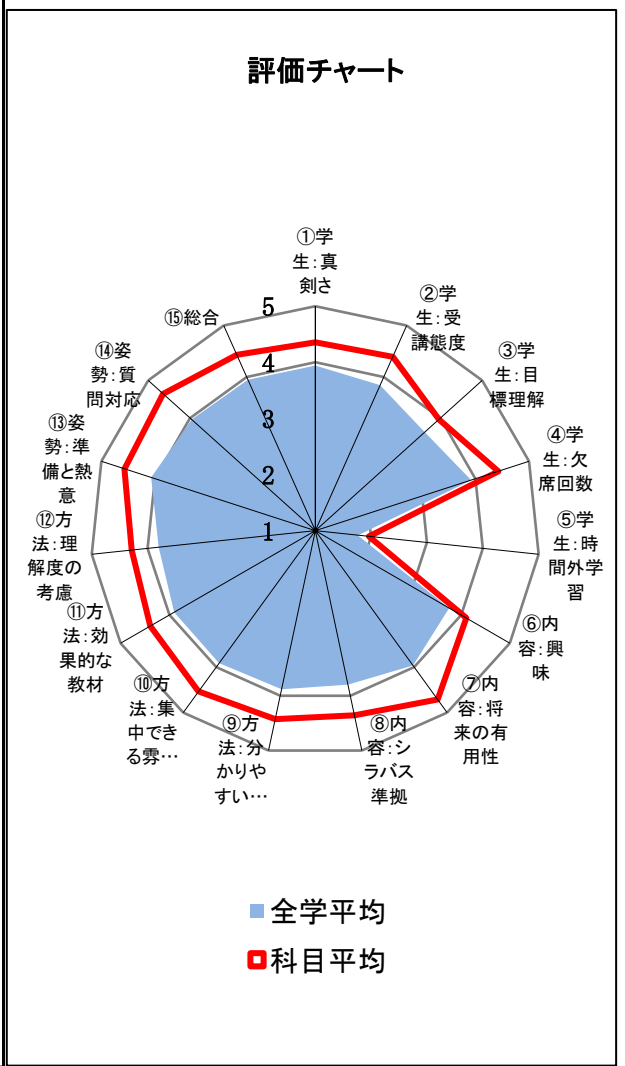 評価チャート
①学
生:真
剣さ
②学
生:受
講態度
③学
生:目
標理解
④学
生:欠
席回数
⑤学
生:時
間外学
習
⑥内
容:興
味
⑦内
容:将
来の有
用性
⑧内
容:シ
ラバス
準拠
⑨方
法:分
かりや
すい…
⑩方
法:集
中でき
る雰…
⑪方
法:効
果的な
教材
⑫方
法:理
解度の
考慮
⑬姿
勢:準
備と熱
意
⑭姿
勢:質
問対応
⑮総合
5
4
3
2
1
全学平均
科目平均